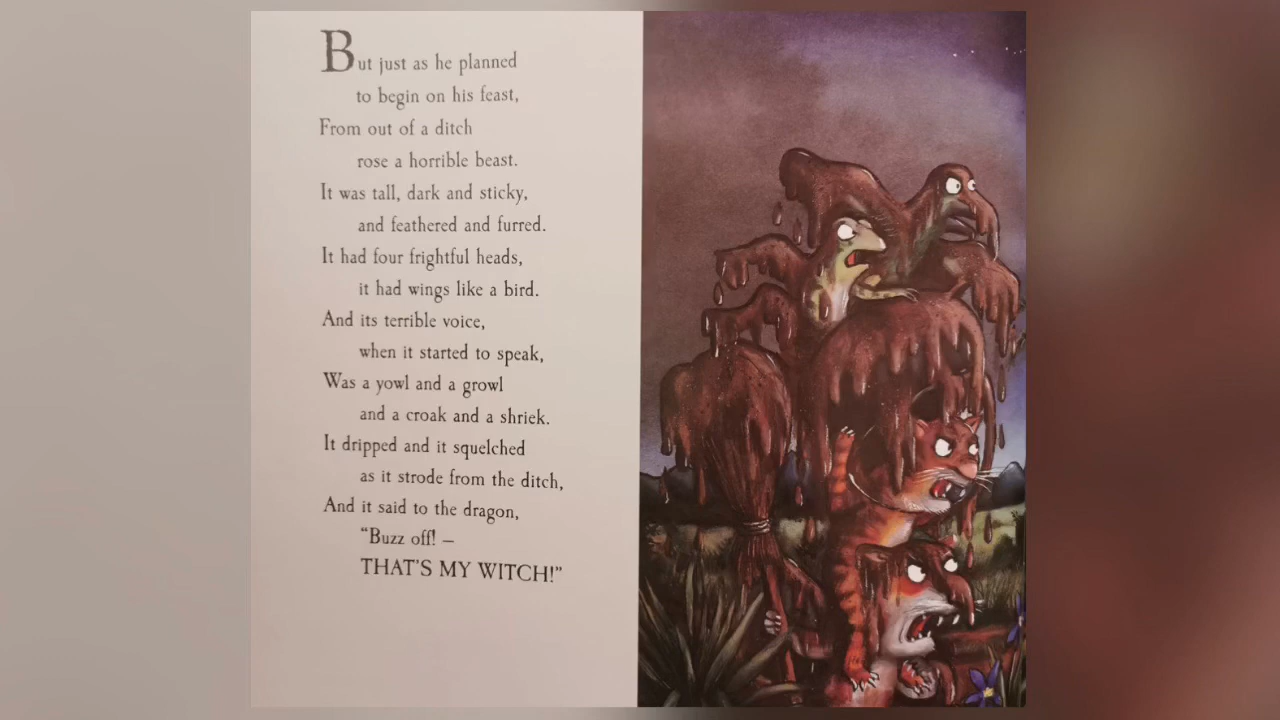 But just as he planned
to begin on his feast,
From out of a ditch
rose a horrible beast.
It was tall, dark and sticky,
and feathered and furred.
It had four frightful heads,
it had wings like a bird.
And its terrible voice,
when it started to speak,
Was a yowl and a growl
and a croak and a shriek.
It dripped and it squelched
as it strode from the ditch,
And it said to the dragon,
“Buzz off! –
THAT'S MY WITCH!”